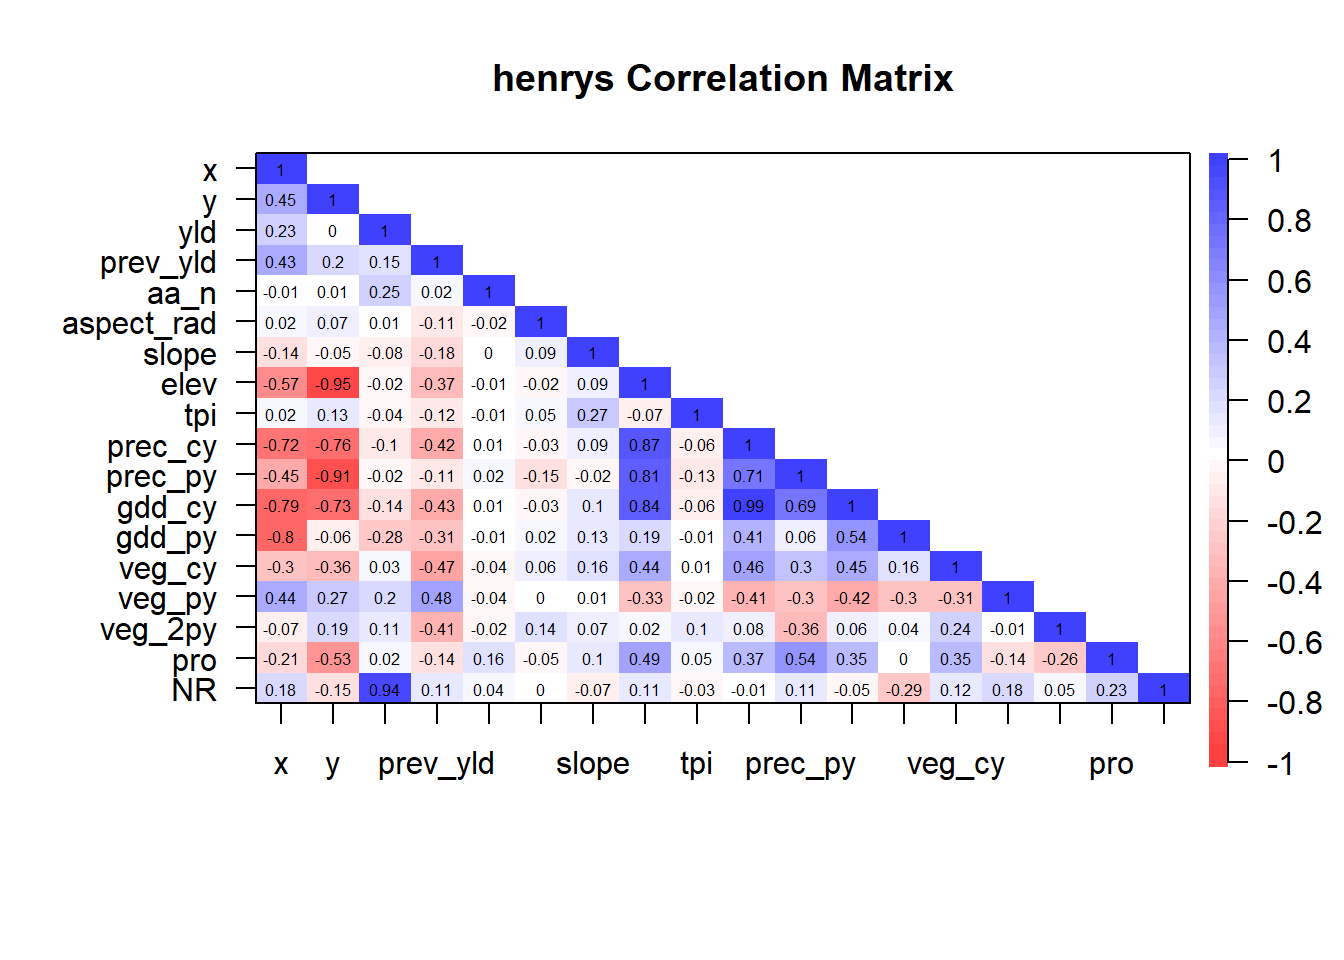 henrys Correlation Matrix
x 1
y 0.45 1
yld 0.23 0 1
prev_yld 0.43 0.2 0.15 1
aa_n -0.01 0.01 0.25 0.02 1
aspect_rad 0.02 0.07 0.01 -0.11 -0.02 1
slope -0.14 -0.05 -0.08 -0.18 0 0.09 1
elev -0.57 -0.95 -0.02 -0.37 -0.01 -0.02 0.09 1
tpi 0.02 0.13 -0.04 -0.12 -0.01 0.05 0.27 -0.07 1
prec_cy -0.72 -0.76 -0.1 -0.42 0.01 -0.03 0.09 0.87 -0.06 1
prec_py -0.45 -0.91 -0.02 -0.11 0.02 -0.15 -0.02 0.81 -0.13 0.71 1
gdd_cy -0.79 -0.73 -0.14 -0.43 0.01 -0.03 0.1 0.84 -0.06 0.99 0.69 1
gdd_py -0.8 -0.06 -0.28 -0.31 -0.01 0.02 0.13 0.19 -0.01 0.41 0.06 0.54 1
veg_cy -0.3 -0.36 0.03 -0.47 -0.04 0.06 0.16 0.44 0.01 0.46 0.3 0.45 0.16 1
veg_py 0.44 0.27 0.2 0.48 -0.04 0 0.01 -0.33 -0.02 -0.41 -0.3 -0.42 -0.3 -0.31 1
veg_2py -0.07 0.19 0.11 -0.41 -0.02 0.14 0.07 0.02 0.1 0.08 -0.36 0.06 0.04 0.24 -0.01 1
pro -0.21 -0.53 0.02 -0.14 0.16 -0.05 0.1 0.49 0.05 0.37 0.54 0.35 0 0.35 -0.14 -0.26 1
NR 0.18 -0.15 0.94 0.11 0.04 0 -0.07 0.11 -0.03 -0.01 0.11 -0.05 -0.29 0.12 0.18 0.05 0.23 1
x y prev_yld slope tpi prec_py veg_cy pro
1
0.8
0.6
0.4
0.2
0
-0.2
-0.4
-0.6
-0.8
-1